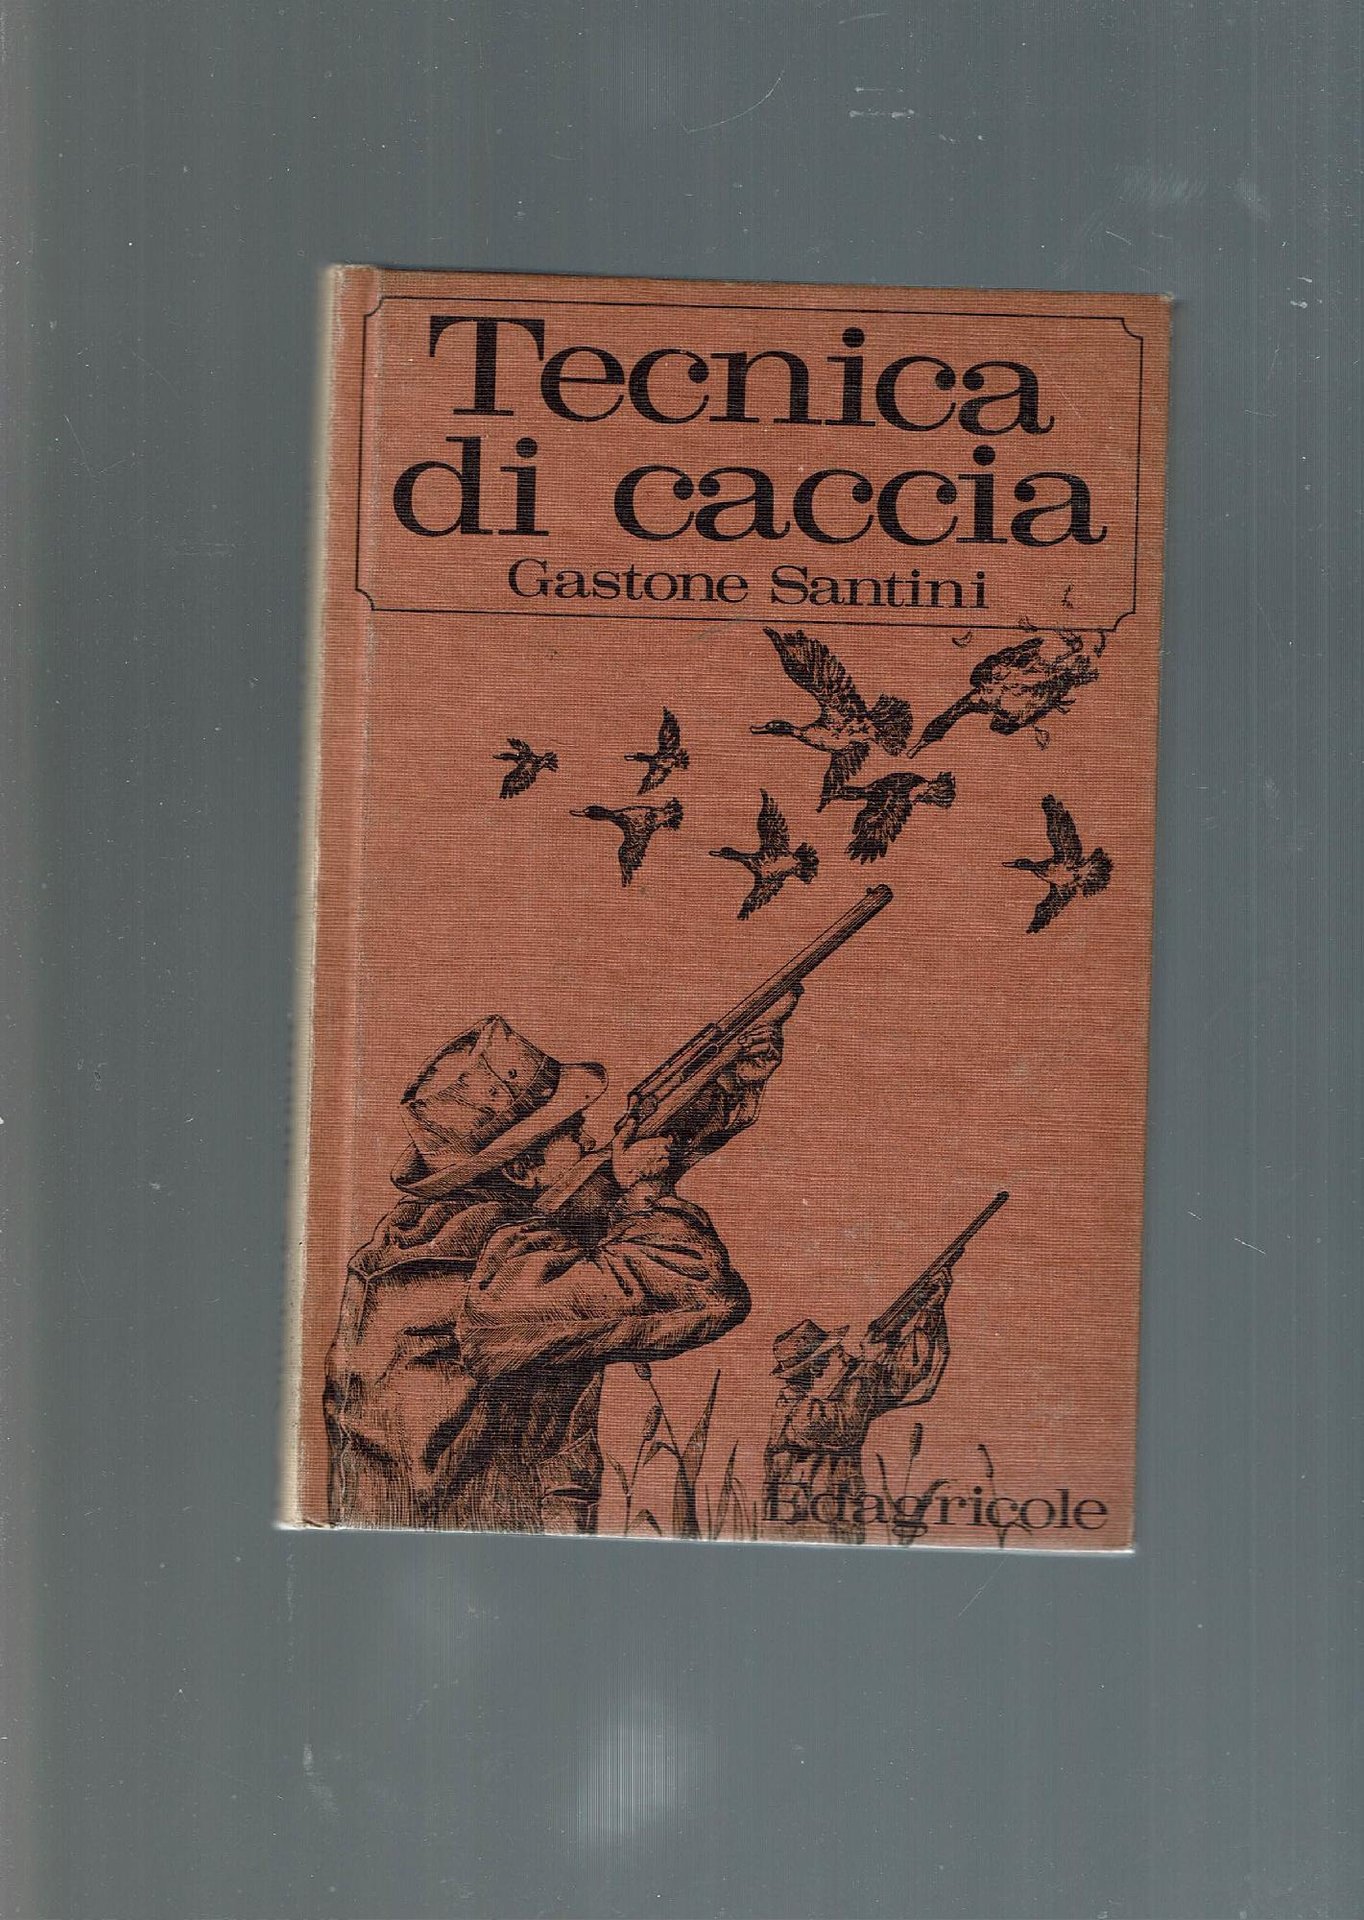 Tecnica
di caccia
Gastone Santini
Edagricole